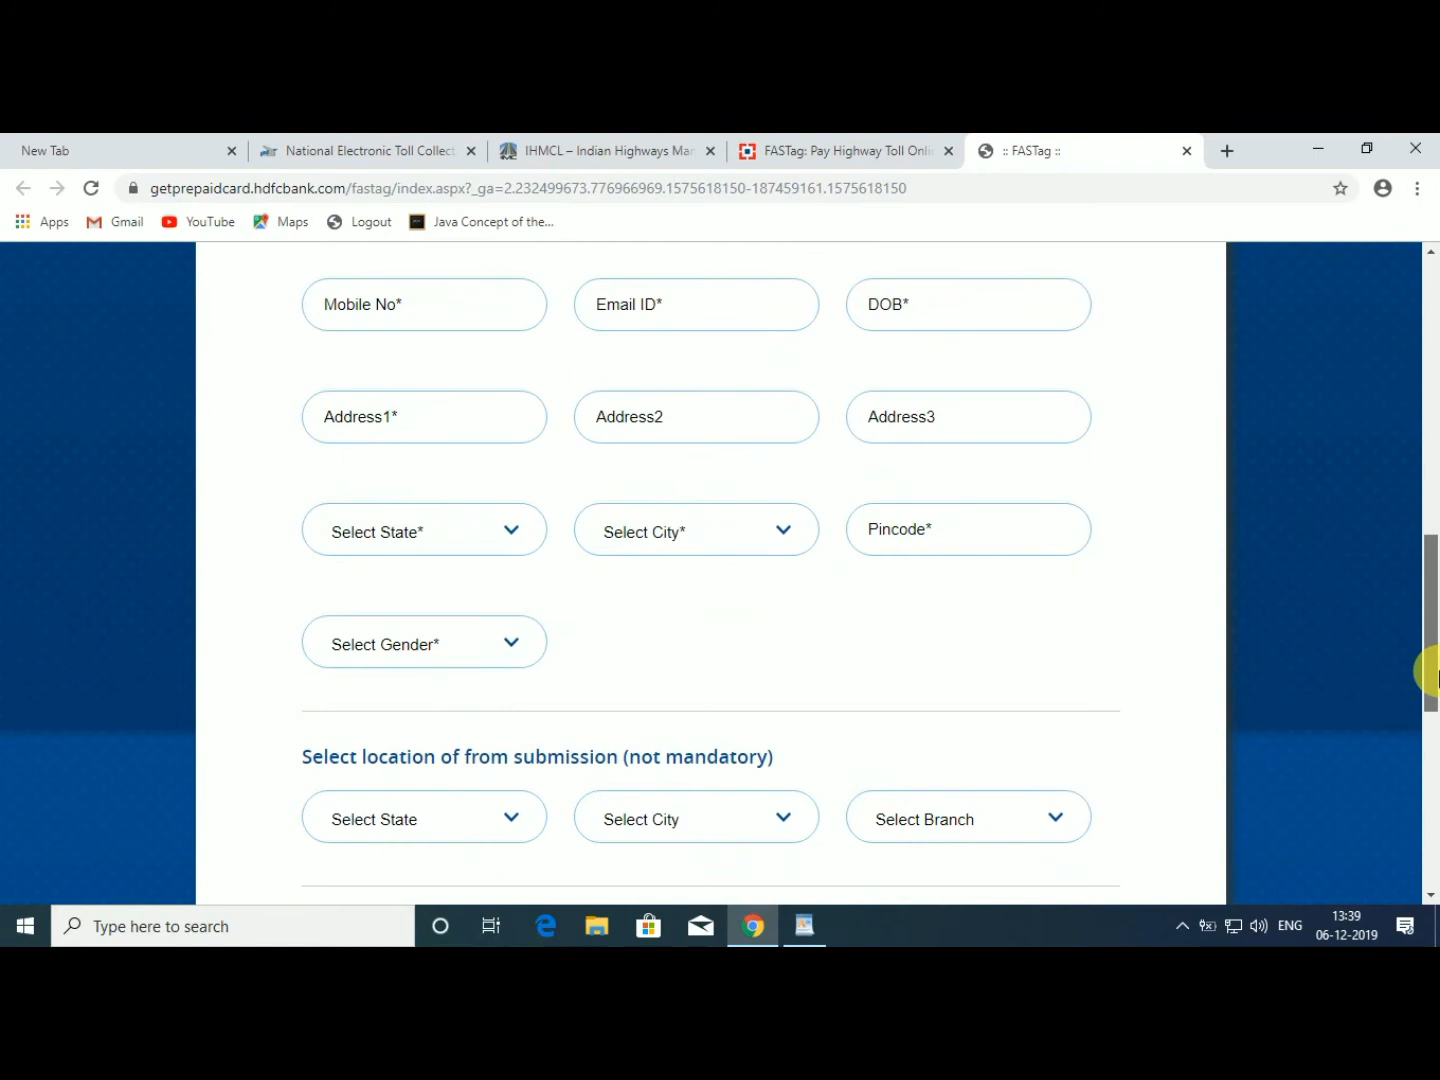 New Tab
National Electronic Toll Collect
IHMCL – Indian Highways Man
FASTag: Pay Highway Toll Onli
:: FASTag ::
getprepaidcard.hdfcbank.com/fastag/index.aspx?_ga=2.232499673.776966969.1575618150-187459161.1575618150
Apps
Gmail
YouTube
Maps
Logout
Java Concept of the...
Mobile No*
Email ID*
DOB*
Address1*
Address2
Address3
Select State*
Select City*
Pincode*
Select Gender*
Select location of from submission (not mandatory)
Select State
Select City
Select Branch
Type here to search
ENG
13:39
06-12-2019